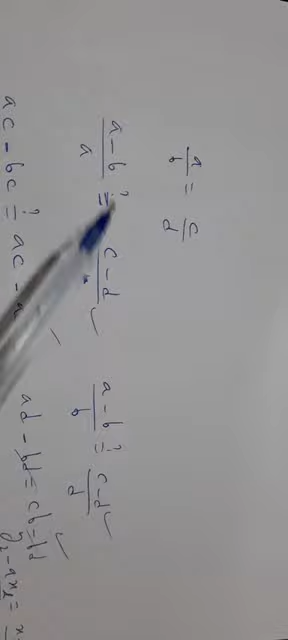 a/b = c/d
(a-b)/a ≟ (c-d)/ ✓ (a-b)/b ≟ (c-d)/d ✓
ac - bc ≟ ac - ✓ ad - bd = cb - bd ✓